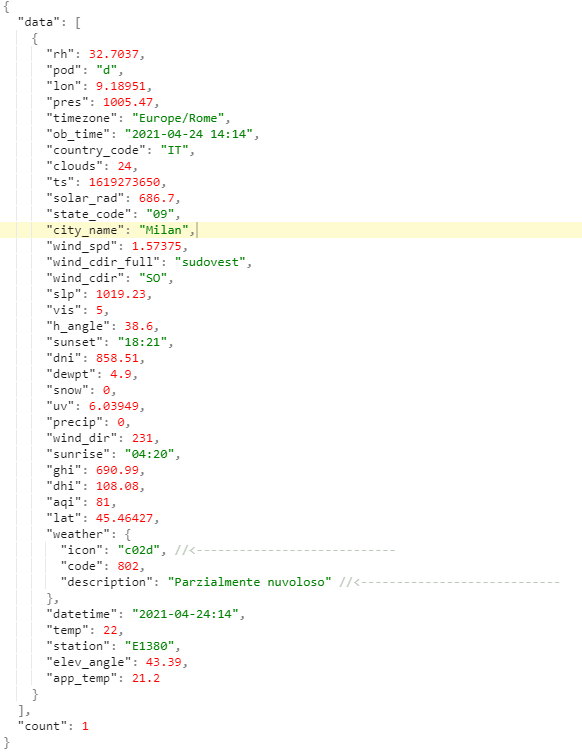 {
  "data": [
    {
      "rh": 32.7037,
      "pod": "d",
      "lon": 9.18951,
      "pres": 1005.47,
      "timezone": "Europe/Rome",
      "ob_time": "2021-04-24 14:14",
      "country_code": "IT",
      "clouds": 24,
      "ts": 1619273650,
      "solar_rad": 686.7,
      "state_code": "09",
      "city_name": "Milan",
      "wind_spd": 1.57375,
      "wind_cdir_full": "sudovest",
      "wind_cdir": "SO",
      "slp": 1019.23,
      "vis": 5,
      "h_angle": 38.6,
      "sunset": "18:21",
      "dni": 858.51,
      "dewpt": 4.9,
      "snow": 0,
      "uv": 6.03949,
      "precip": 0,
      "wind_dir": 231,
      "sunrise": "04:20",
      "ghi": 690.99,
      "dhi": 108.08,
      "aqi": 81,
      "lat": 45.46427,
      "weather": {
        "icon": "c02d", //<----------------------------
        "code": 802,
        "description": "Parzialmente nuvoloso" //<----------------------------
      },
      "datetime": "2021-04-24:14",
      "temp": 22,
      "station": "E1380",
      "elev_angle": 43.39,
      "app_temp": 21.2
    }
  ],
  "count": 1
}